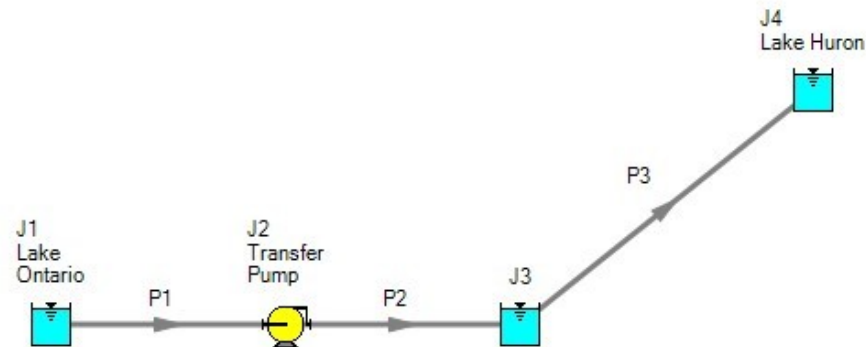 J4
Lake Huron
P3
J1
Lake
Ontario
J2
Transfer
Pump
J3
P1
P2